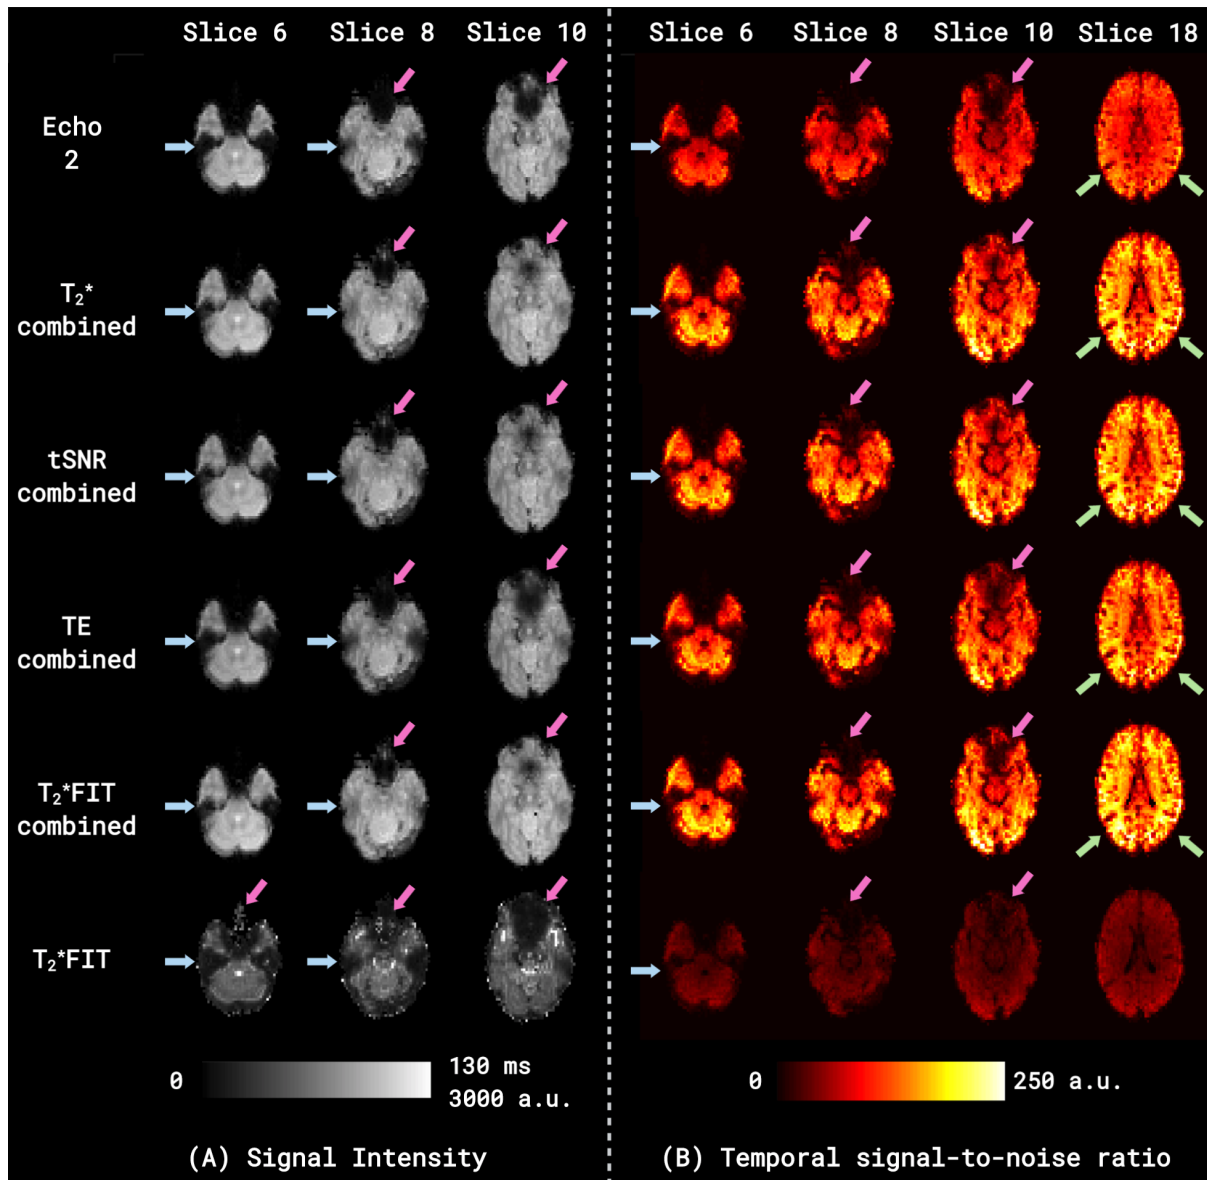 Slice 6 Slice 8 Slice 10 Slice 6 Slice 8 Slice 10 Slice 18
Echo
2
T₂*
combined
tSNR
combined
TE
combined
T₂*FIT
combined
T₂*FIT
0 130 ms
3000 a.u.
0 250 a.u.
(A) Signal Intensity
(B) Temporal signal-to-noise ratio